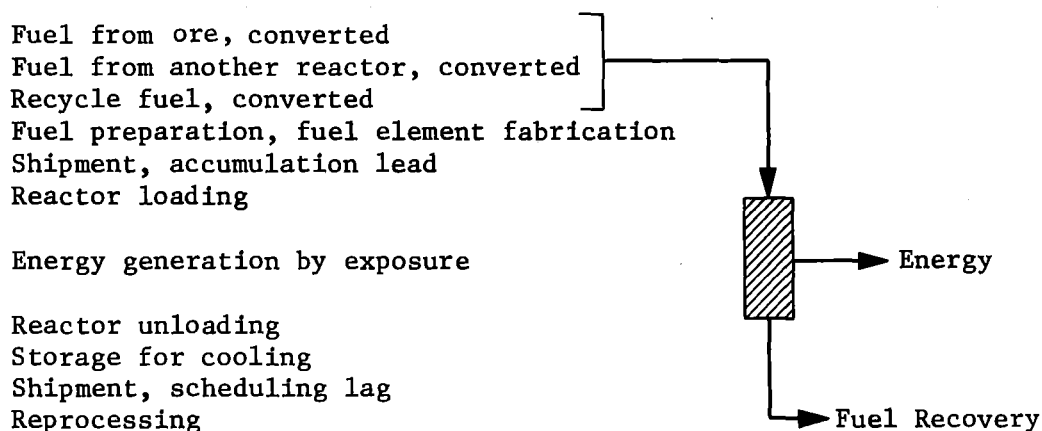 Fuel from ore, converted
Fuel from another reactor, converted
Recycle fuel, converted
Fuel preparation, fuel element fabrication
Shipment, accumulation lead
Reactor loading
Energy generation by exposure
Energy
Reactor unloading
Storage for cooling
Shipment, scheduling lag
Reprocessing
Fuel Recovery